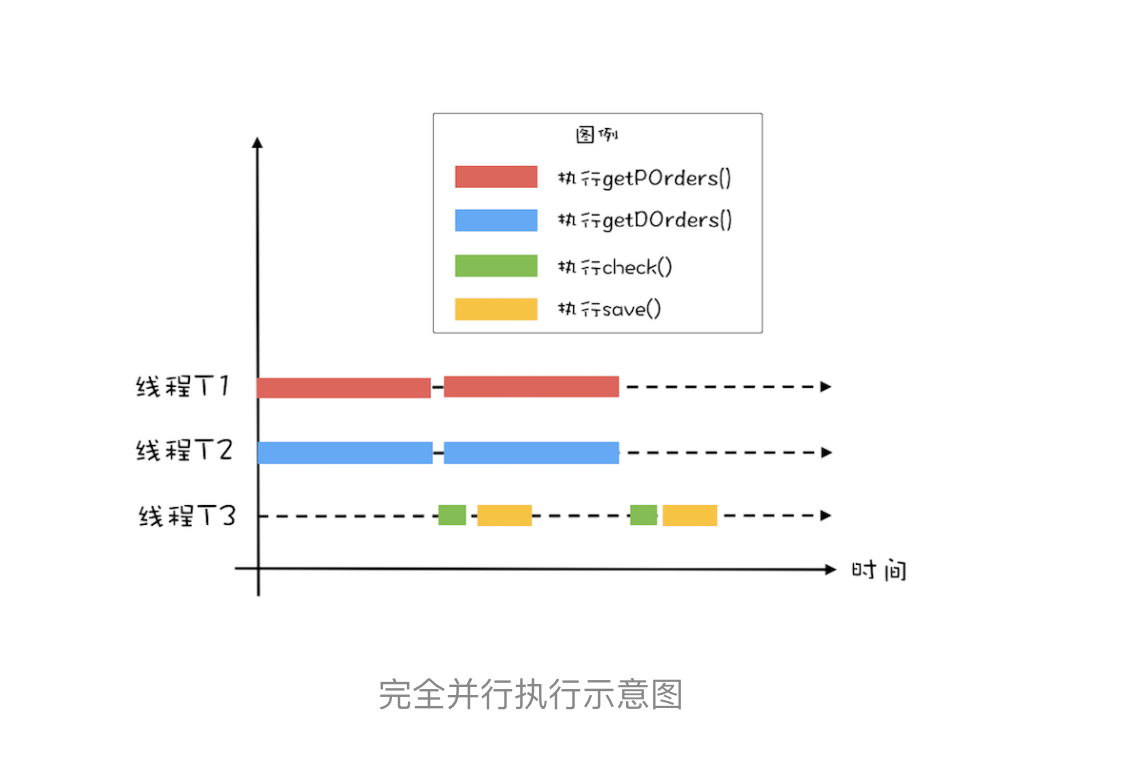 图例
执行getPOrders()
执行getDOrders()
执行check()
执行save()
线程T1
线程T2
线程T3
时间
完全并行执行示意图